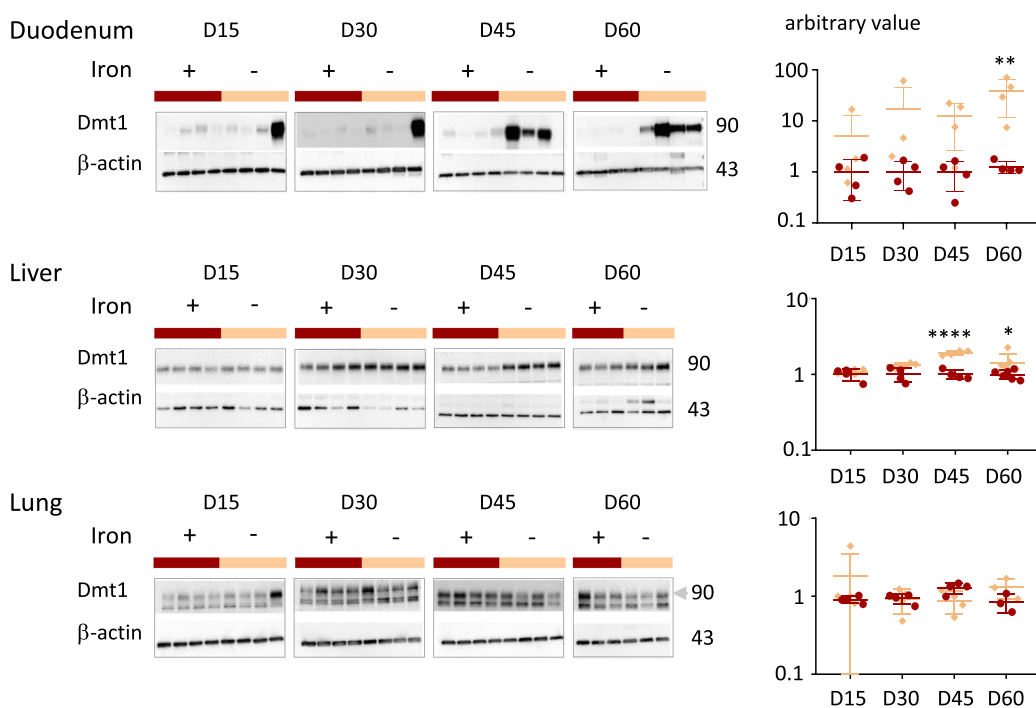 Duodenum D15 D30 D45 D60 arbitrary value
Iron + - + - + - + -
Dmt1 90
β-actin 43
100
10
1
0.1
**
D15 D30 D45 D60
Liver D15 D30 D45 D60
Iron + - + - + - + -
Dmt1 90
β-actin 43
10
1
0.1
**** *
D15 D30 D45 D60
Lung D15 D30 D45 D60
Iron + - + - + - + -
Dmt1 90
β-actin 43
10
1
0.1
D15 D30 D45 D60